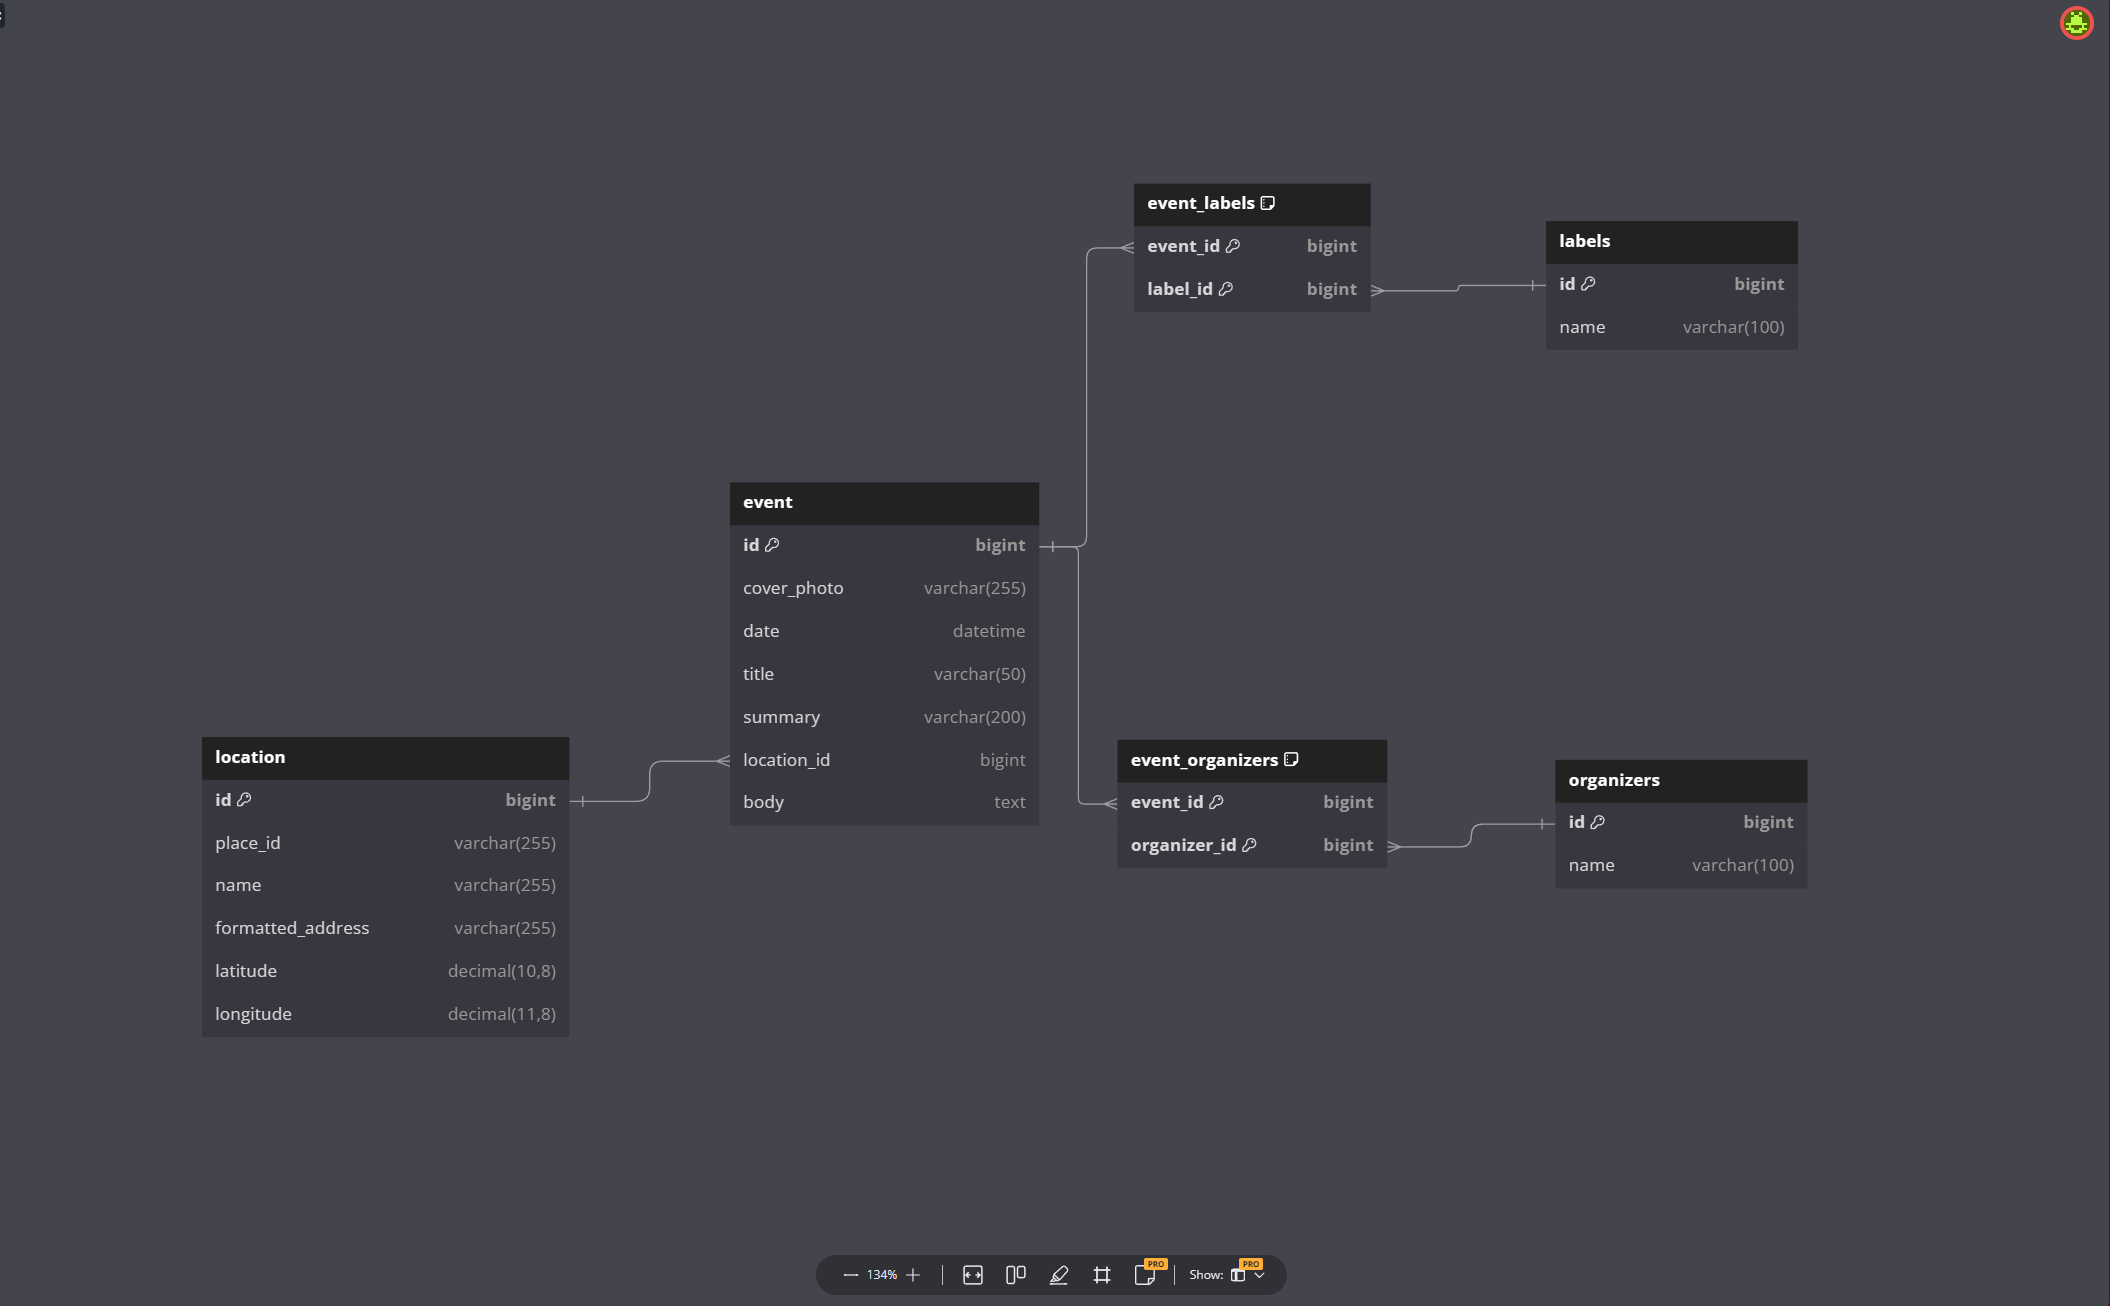 event_labels
event_id bigint
label_id bigint
labels
id bigint
name varchar(100)
event
id bigint
cover_photo varchar(255)
date datetime
title varchar(50)
summary varchar(200)
location_id bigint
body text
location
id bigint
place_id varchar(255)
name varchar(255)
formatted_address varchar(255)
latitude decimal(10,8)
longitude decimal(11,8)
event_organizers
event_id bigint
organizer_id bigint
organizers
id bigint
name varchar(100)
134% PRO Show: PRO